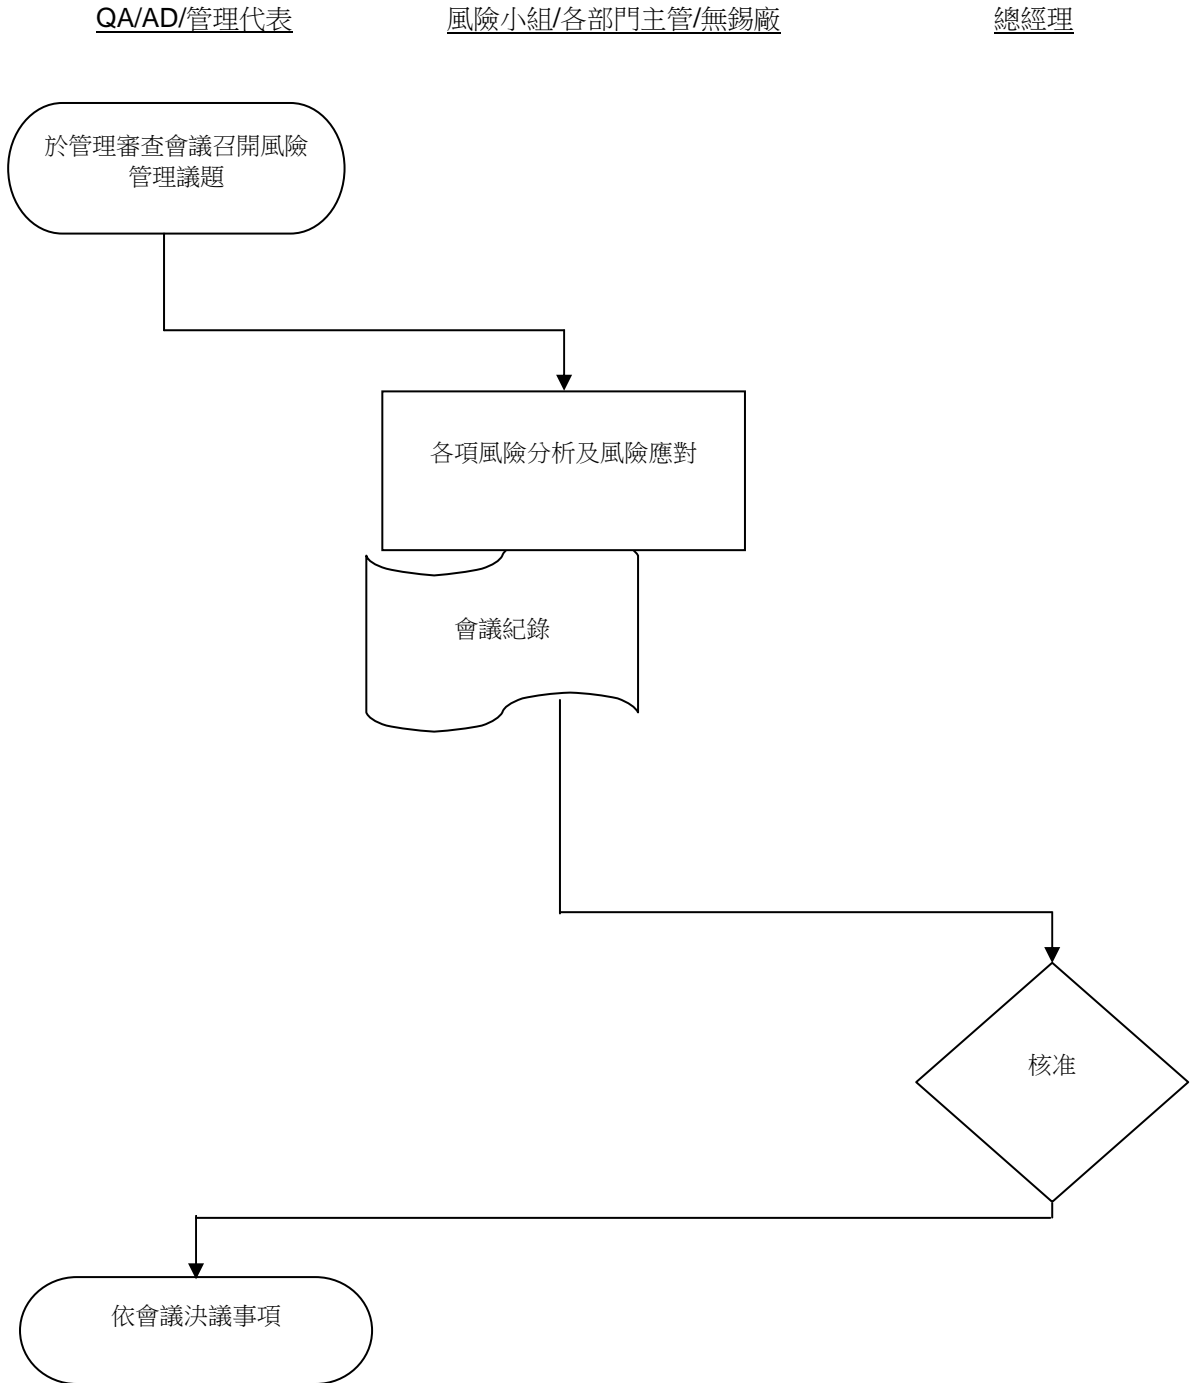 QA/AD/管理代表
風險小組/各部門主管/無錫廠
總經理
於管理審查會議召開風險
管理議題
各項風險分析及風險應對
會議紀錄
核准
依會議決議事項